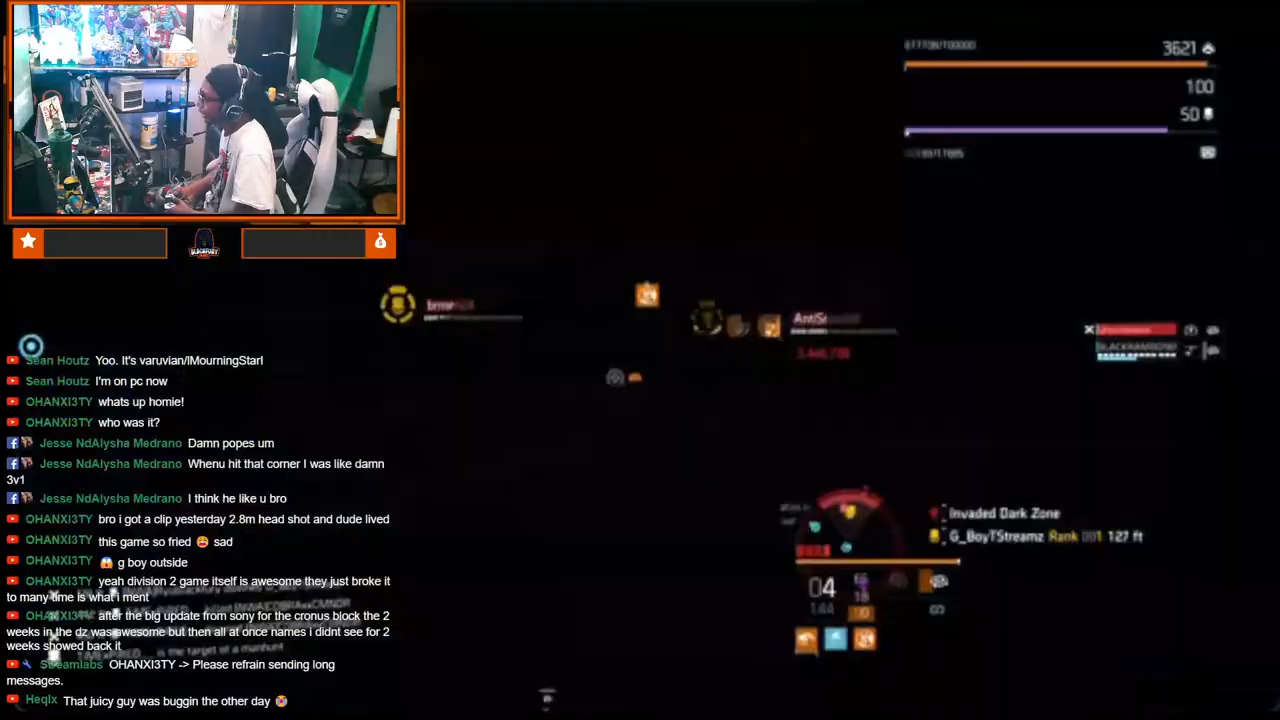 3621
100
50
Sean Houtz Yoo. It's varuvian/IMourningStarI
Sean Houtz I'm on pc now
OHANXI3TY whats up homie!
OHANXI3TY who was it?
Jesse NdAlysha Medrano Damn popes um
Jesse NdAlysha Medrano Whenu hit that corner I was like damn
3v1
Jesse NdAlysha Medrano I think he like u bro
OHANXI3TY bro i got a clip yesterday 2.8m head shot and dude lived
OHANXI3TY this game so fried 😩 sad
OHANXI3TY 😱 g boy outside
OHANXI3TY yeah division 2 game itself is awesome they just broke it
to many time is what i ment
OHANXI3TY after the big update from sony for the cronus block the 2
weeks in the dz was awesome but then all at once names i didnt see for 2
weeks showed back it
is the target of a manhunt
Streamlabs OHANXI3TY -> Please refrain sending long
messages.
Heqlx That juicy guy was buggin the other day 😭
Invaded Dark Zone
G_BoyTStreamz Rank 127 ft
04